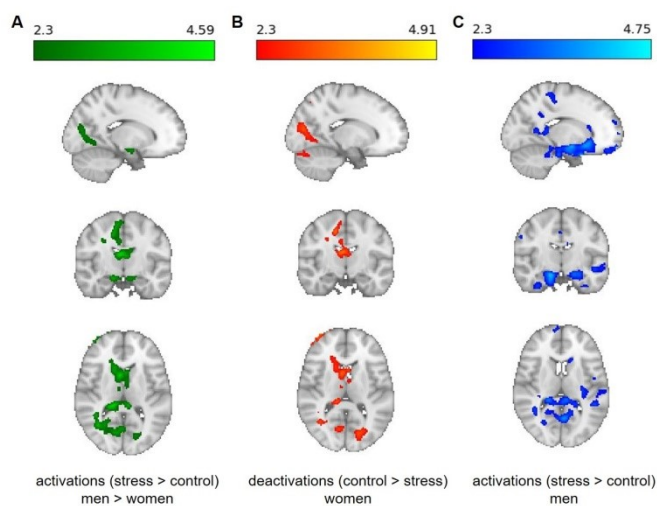 A B C
2.3 4.59 2.3 4.91 2.3 4.75
activations (stress > control) deactivations (control > stress) activations (stress > control)
men > women women men